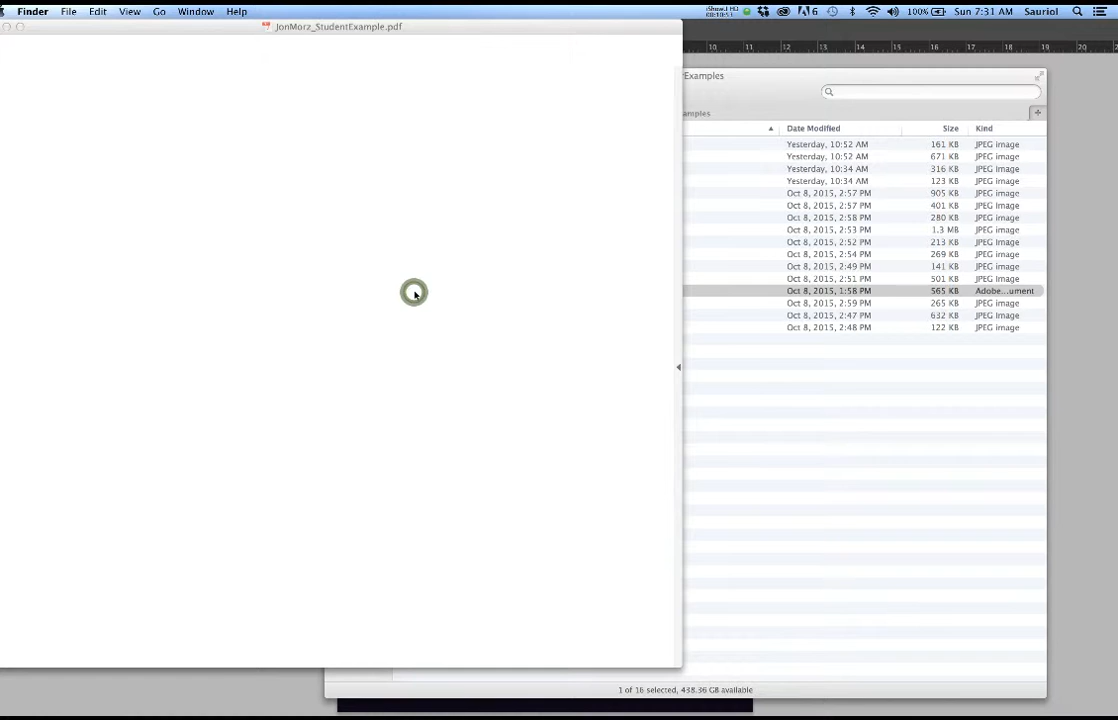 Finder File Edit View Go Window Help 6 100% Sun 7:31 AM Sauriol
JonMorz_StudentExample.pdf
10 11 12 13 14 15 16 17 18 19 20
Examples
amples
Date Modified Size Kind
Yesterday, 10:52 AM 161 KB JPEG image
Yesterday, 10:52 AM 671 KB JPEG image
Yesterday, 10:34 AM 316 KB JPEG image
Yesterday, 10:34 AM 123 KB JPEG image
Oct 8, 2015, 2:57 PM 905 KB JPEG image
Oct 8, 2015, 2:57 PM 401 KB JPEG image
Oct 8, 2015, 2:58 PM 280 KB JPEG image
Oct 8, 2015, 2:53 PM 1.3 MB JPEG image
Oct 8, 2015, 2:52 PM 213 KB JPEG image
Oct 8, 2015, 2:54 PM 269 KB JPEG image
Oct 8, 2015, 2:49 PM 141 KB JPEG image
Oct 8, 2015, 2:51 PM 501 KB JPEG image
Oct 8, 2015, 1:58 PM 565 KB Adobe...ument
Oct 8, 2015, 2:59 PM 265 KB JPEG image
Oct 8, 2015, 2:47 PM 632 KB JPEG image
Oct 8, 2015, 2:48 PM 122 KB JPEG image
1 of 16 selected, 438.36 GB available